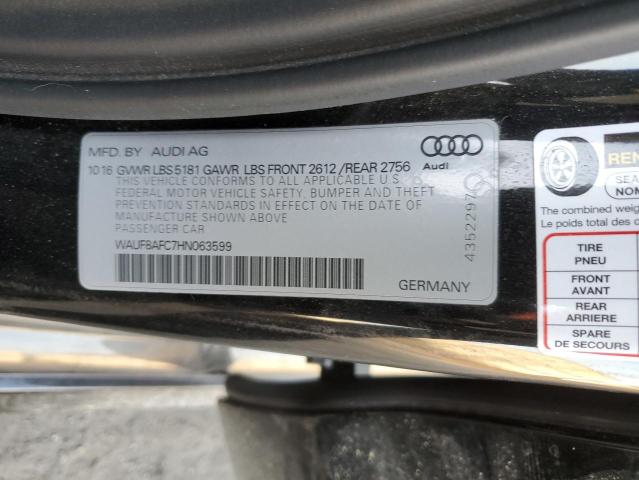 MFD. BY AUDI AG
Audi
10 16 GVWR LBS 5181 GAWR LBS FRONT 2612 / REAR 2756
THIS VEHICLE CONFORMS TO ALL APPLICABLE U.S.
FEDERAL MOTOR VEHICLE SAFETY, BUMPER AND THEFT
PREVENTION STANDARDS IN EFFECT ON THE DATE OF
MANUFACTURE SHOWN ABOVE
PASSENGER CAR
WAUF8AFC7HN063599
GERMANY
4352297
The combined weig
Le poids total des c
TIRE
PNEU
FRONT
AVANT
REAR
ARRIERE
SPARE
DE SECOURS